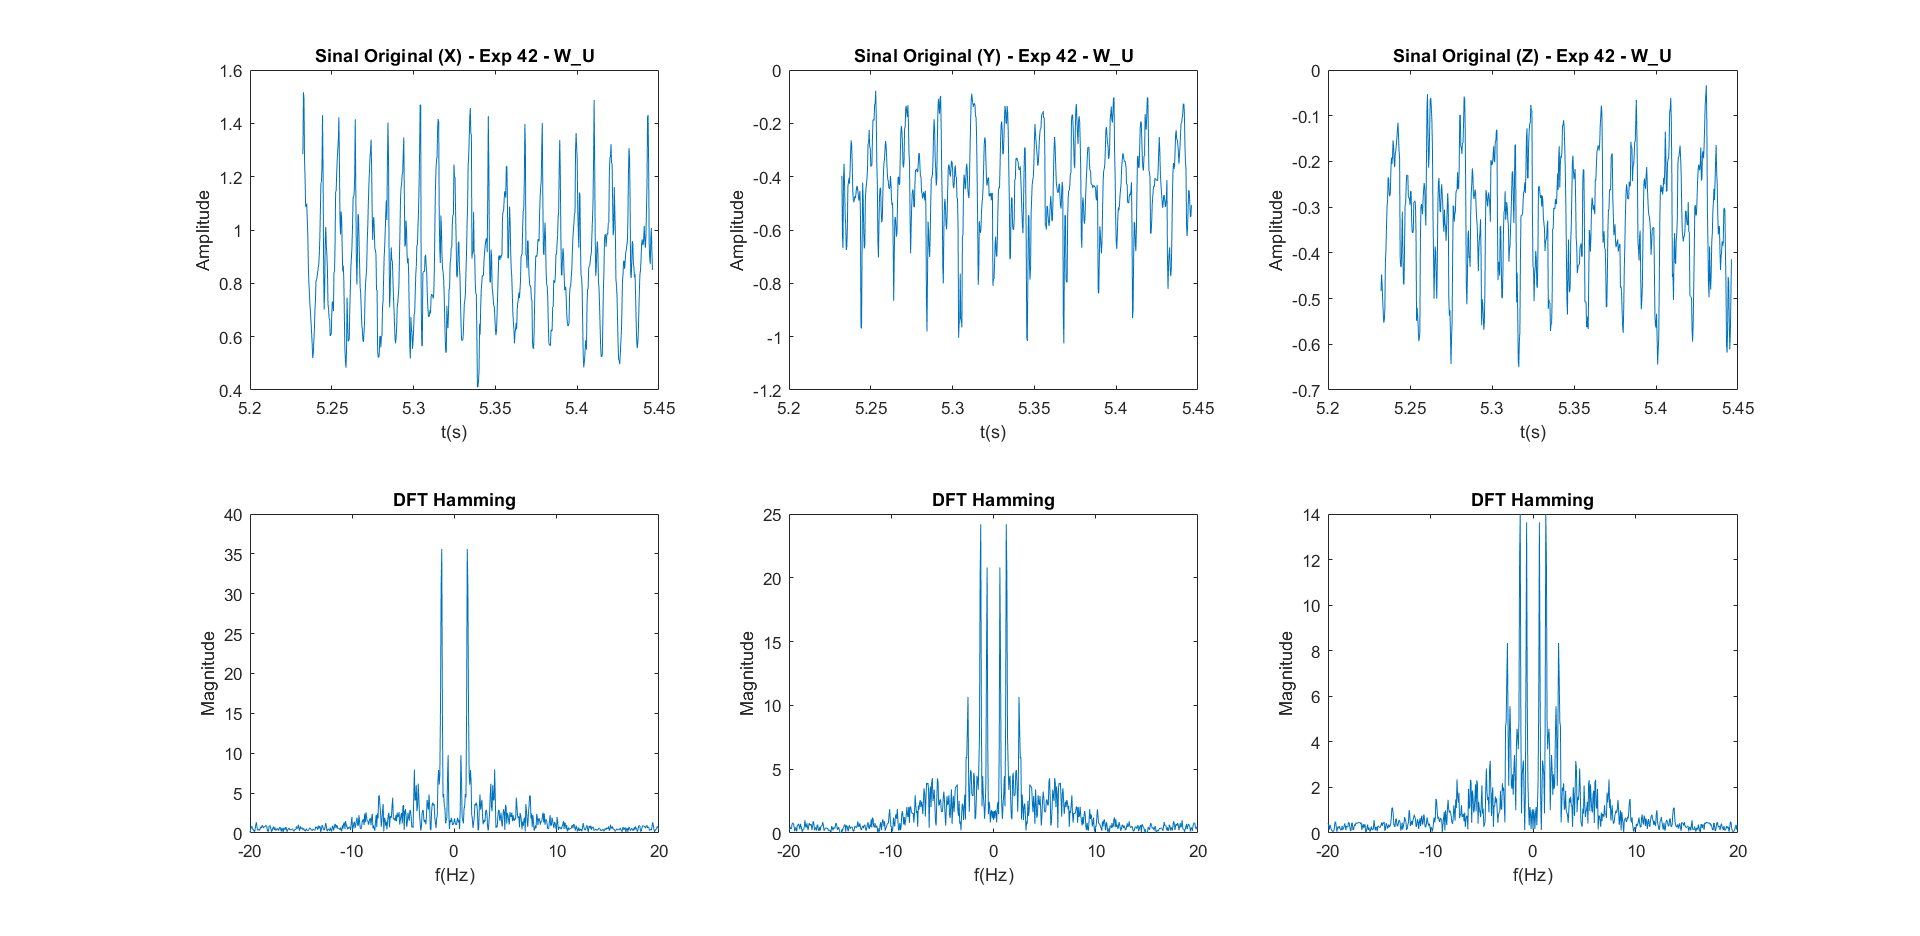 Sinal Original (X) - Exp 42 - W_U
1.6
1.4
1.2
1
0.8
0.6
0.4
Amplitude
5.2 5.25 5.3 5.35 5.4 5.45
t(s)
Sinal Original (Y) - Exp 42 - W_U
0
-0.2
-0.4
-0.6
-0.8
-1
-1.2
Amplitude
5.2 5.25 5.3 5.35 5.4 5.45
t(s)
Sinal Original (Z) - Exp 42 - W_U
0
-0.1
-0.2
-0.3
-0.4
-0.5
-0.6
-0.7
Amplitude
5.2 5.25 5.3 5.35 5.4 5.45
t(s)
DFT Hamming
40
35
30
25
20
15
10
5
0
Magnitude
-20 -10 0 10 20
f(Hz)
DFT Hamming
25
20
15
10
5
0
Magnitude
-20 -10 0 10 20
f(Hz)
DFT Hamming
14
12
10
8
6
4
2
0
Magnitude
-20 -10 0 10 20
f(Hz)